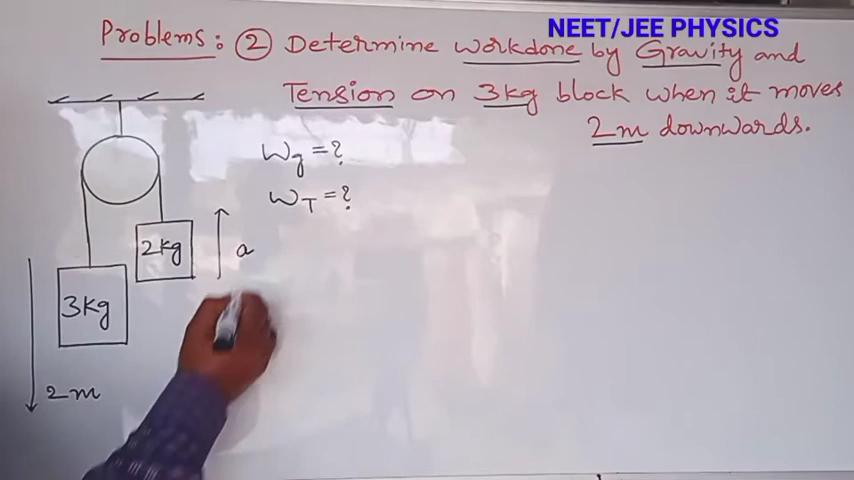 NEET/JEE PHYSICS
Problems: 2 Determine workdone by Gravity and
Tension on 3kg block when it moves
2m downwards.
Wg = ?
WT = ?
2kg
a
3kg
2m